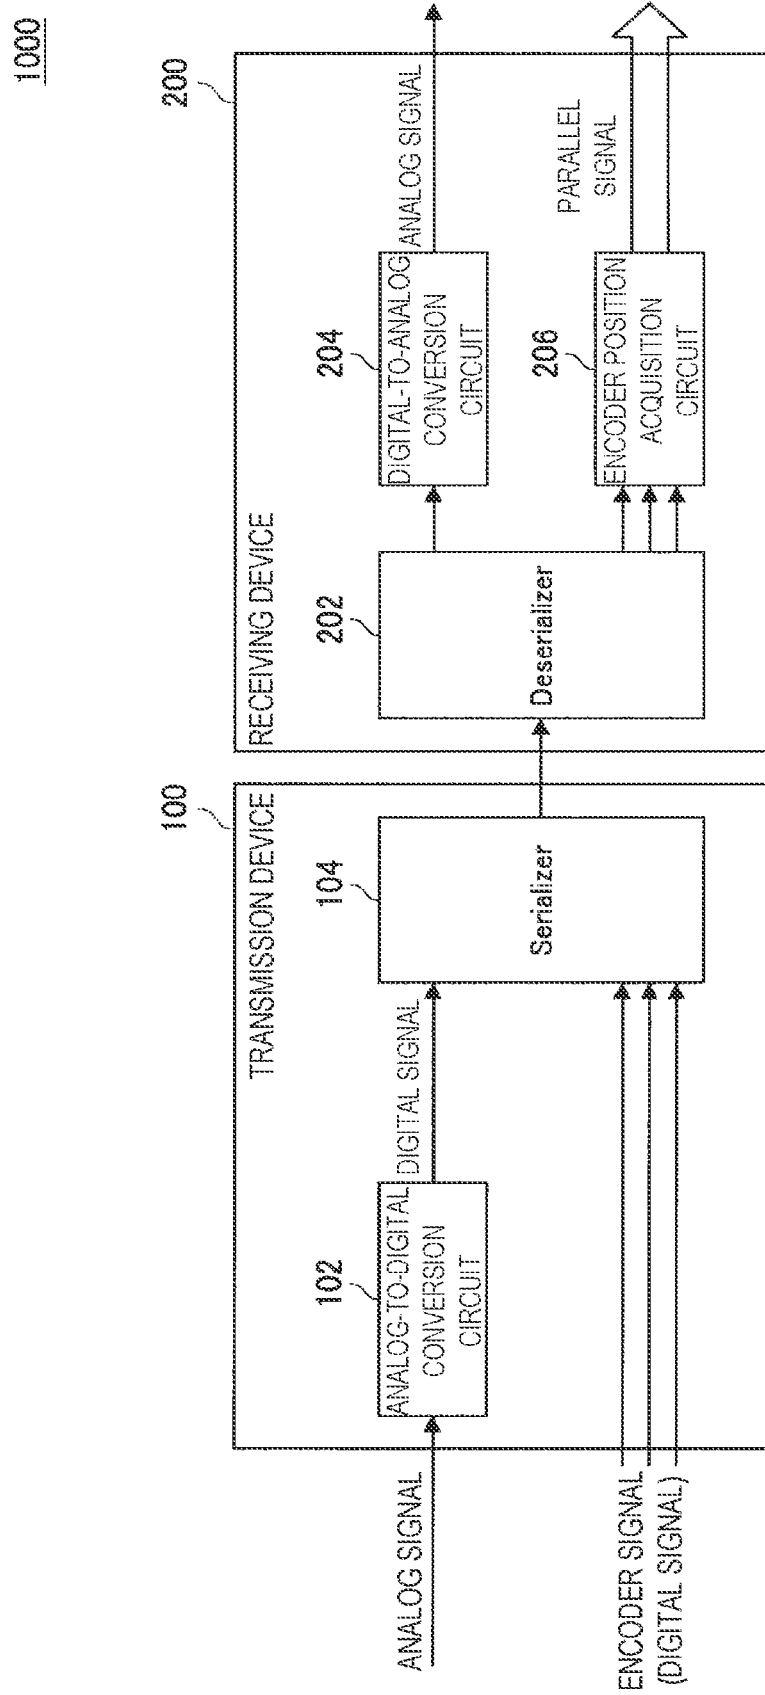 1000
100
200
TRANSMISSION DEVICE
RECEIVING DEVICE
102
104
202
204
ANALOG SIGNAL
ANALOG-TO-DIGITAL
CONVERSION
CIRCUIT
DIGITAL SIGNAL
Serializer
Deserializer
DIGITAL-TO-ANALOG
CONVERSION
CIRCUIT
ANALOG SIGNAL
206
ENCODER SIGNAL
(DIGITAL SIGNAL)
ENCODER POSITION
ACQUISITION
CIRCUIT
PARALLEL
SIGNAL